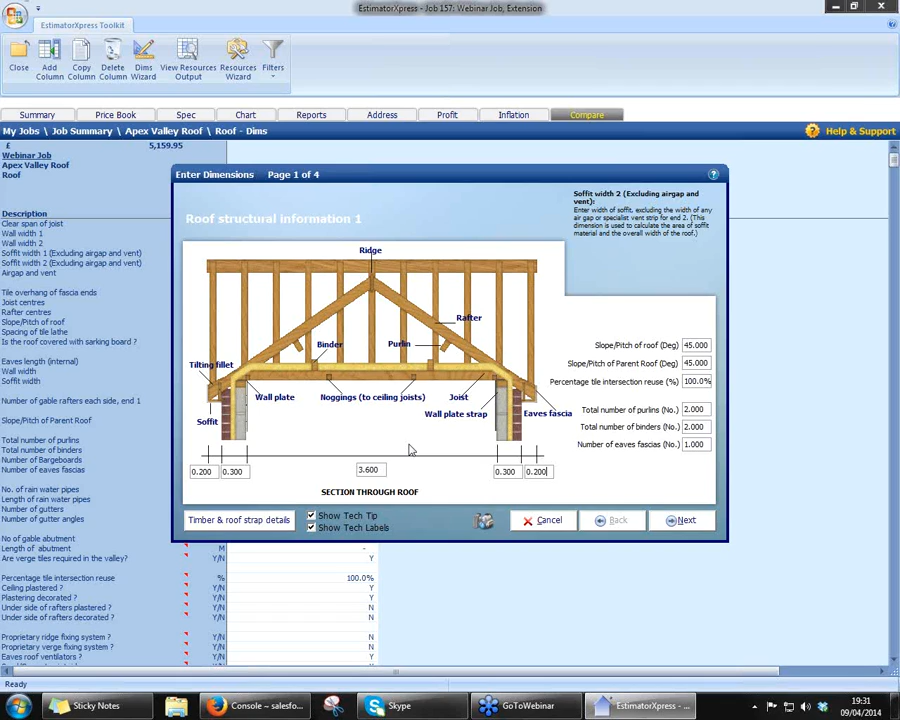 EstimatorXpress - Job 157: Webinar Job, Extension
EstimatorXpress Toolkit
Close
Add Column
Copy Column
Delete Column
Dims Wizard
View Resources Output
Resources Wizard
Filters
Summary
Price Book
Spec
Chart
Reports
Address
Profit
Inflation
Compare
My Jobs \ Job Summary \ Apex Valley Roof \ Roof - Dims
Help & Support
£ 5,159.95
Webinar Job
Apex Valley Roof
Roof
Description
Clear span of joist
Wall width 1
Wall width 2
Soffit width 1 (Excluding airgap and vent)
Soffit width 2 (Excluding airgap and vent)
Airgap and vent
Tile overhang of fascia ends
Joist centres
Rafter centres
Slope/Pitch of roof
Spacing of tile lathe
Is the roof covered with sarking board ?
Eaves length (internal)
Wall width
Soffit width
Number of gable rafters each side, end 1
Slope/Pitch of Parent Roof
Total number of purlins
Total number of binders
Number of Bargeboards
Number of eaves fascias
No. of rain water pipes
Length of rain water pipes
Number of gutters
Number of gutter angles
No of gable abutment
Length of abutment M -
Are verge tiles required in the valley? Y/N Y
Percentage tile intersection reuse % 100.0%
Ceiling plastered ? Y/N Y
Plastering decorated ? Y/N Y
Under side of rafters plastered ? Y/N N
Under side of rafters decorated ? Y/N N
Proprietary ridge fixing system ? Y/N N
Proprietary verge fixing system ? Y/N N
Eaves roof ventilators ? Y/N N
Enter Dimensions Page 1 of 4
Roof structural information 1
Soffit width 2 (Excluding airgap and vent):
Enter width of soffit, excluding the width of any air gap or specialist vent strip for end 2. (This dimension is used to calculate the area of soffit material and the overall width of the roof.)
Ridge
Rafter
Binder
Purlin
Tilting fillet
Wall plate
Noggings (to ceiling joists)
Joist
Wall plate strap
Eaves fascia
Soffit
0.200
0.300
3.600
0.300
0.200
SECTION THROUGH ROOF
Slope/Pitch of roof (Deg) 45.000
Slope/Pitch of Parent Roof (Deg) 45.000
Percentage tile intersection reuse (%) 100.0%
Total number of purlins (No.) 2.000
Total number of binders (No.) 2.000
Number of eaves fascias (No.) 1.000
Timber & roof strap details
Show Tech Tip
Show Tech Labels
Cancel
Back
Next
Ready
Sticky Notes
Console ~ salesfo...
Skype
GoToWebinar
EstimatorXpress - ...
19:31
09/04/2014